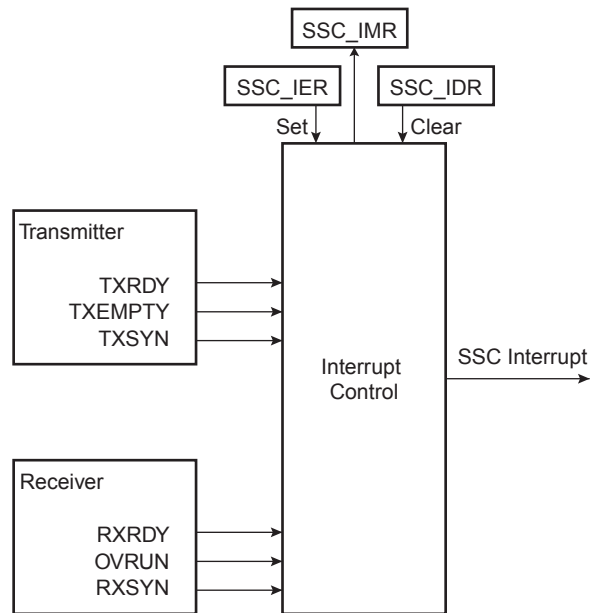 SSC_IMR
SSC_IER
SSC_IDR
Set
Clear
Transmitter
TXRDY
TXEMPTY
TXSYN
Interrupt
Control
SSC Interrupt
Receiver
RXRDY
OVRUN
RXSYN